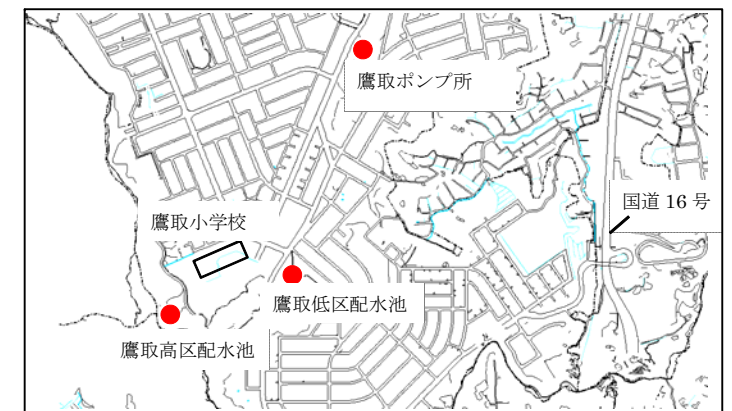 鷹取ポンプ所
国道 16 号
鷹取小学校
鷹取低区配水池
鷹取高区配水池